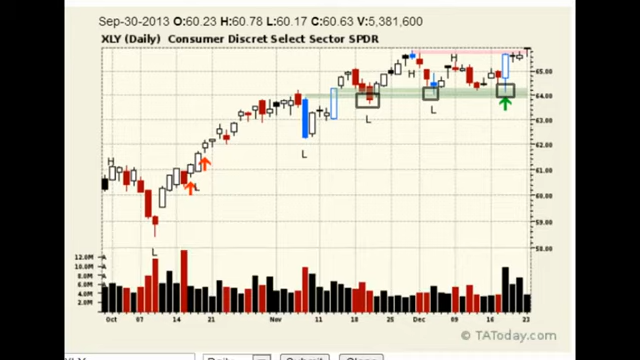 Sep-30-2013 O:60.23 H:60.78 L:60.17 C:60.63 V:5,381,600
XLY (Daily) Consumer Discret Select Sector SPDR
H
H
H
65.00
64.00
63.00
62.00
61.00
60.00
59.00
58.00
L
L
L
L
L
12.0M
10.0M
8.0M
6.0M
4.0M
Oct 07 14 21 Nov 11 18 25 Dec 09 16 23
© TAToday.com
XLY Daily Submit Close